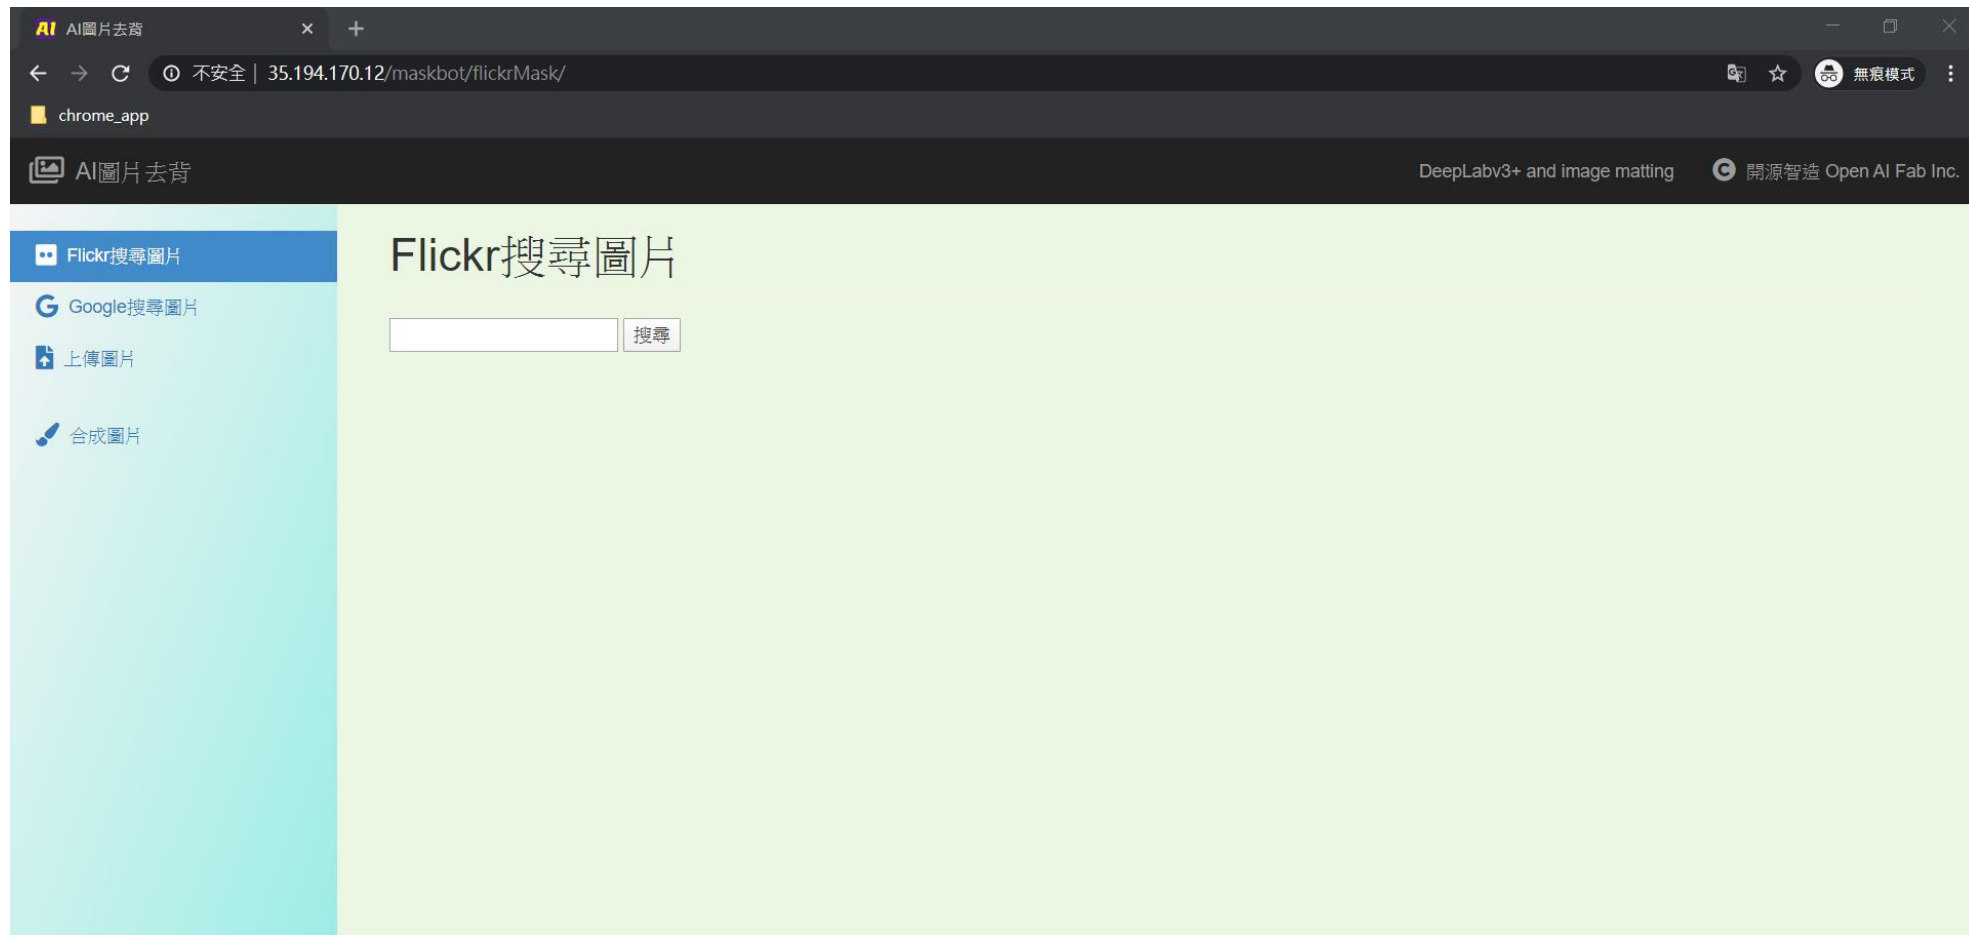 AI AI圖片去背
不安全 | 35.194.170.12/maskbot/flickrMask/
無痕模式
chrome_app
AI圖片去背
DeepLabv3+ and image matting
開源智造 Open AI Fab Inc.
Flickr搜尋圖片
Google搜尋圖片
上傳圖片
合成圖片
Flickr搜尋圖片
搜尋